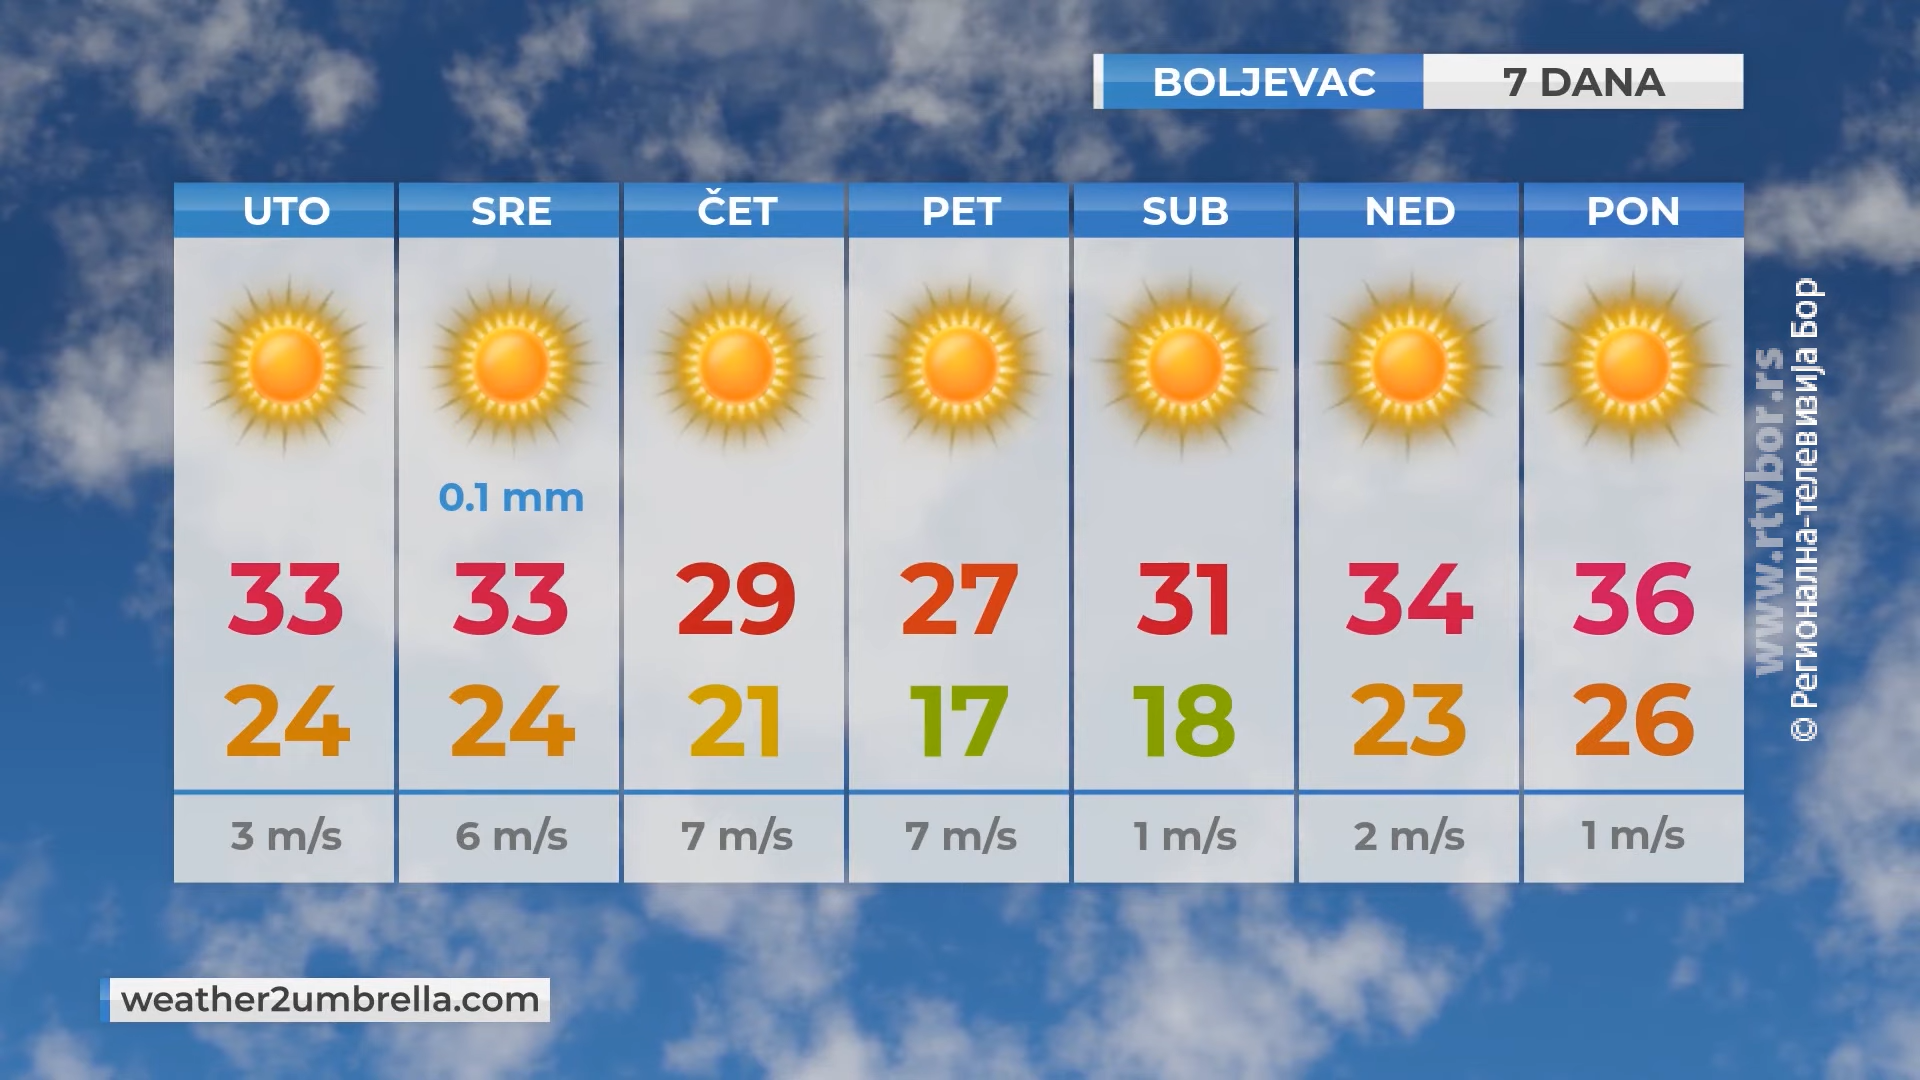 BOLJEVAC 7 DANA
UTO SRE ČET PET SUB NED PON
0.1 mm
33 33 29 27 31 34 36
24 24 21 17 18 23 26
3 m/s 6 m/s 7 m/s 7 m/s 1 m/s 2 m/s 1 m/s
weather2umbrella.com
www.rtvbor.rs
© Регионална-телевизија Бор